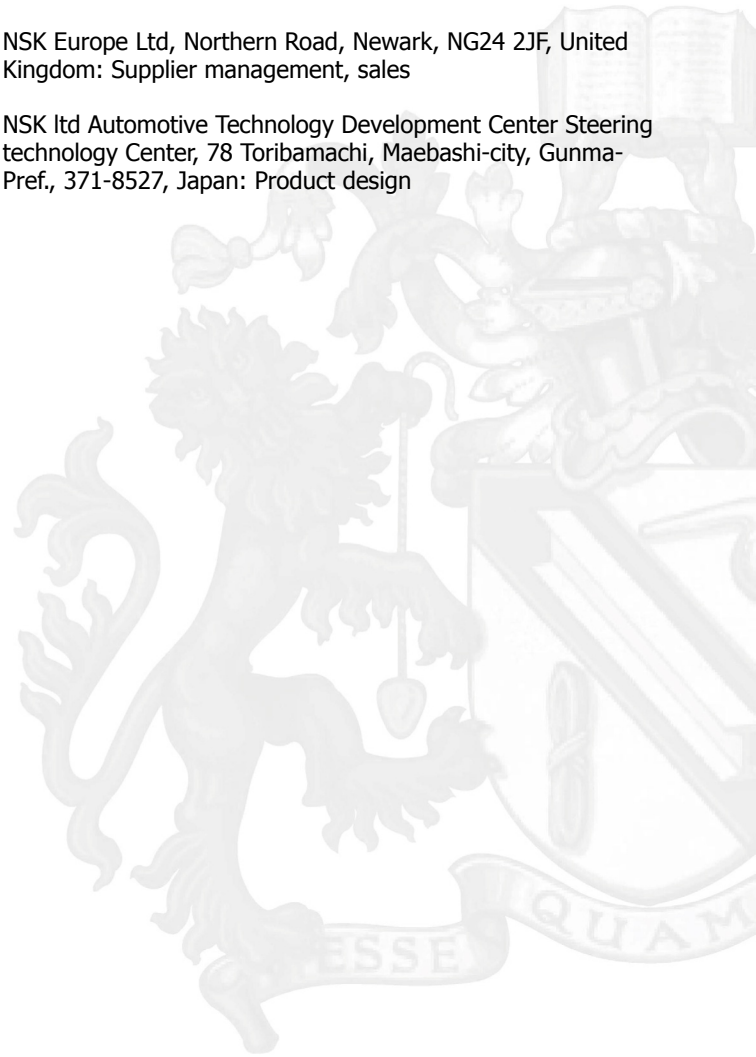 NSK Europe Ltd, Northern Road, Newark, NG24 2JF, United
Kingdom: Supplier management, sales
NSK ltd Automotive Technology Development Center Steering
technology Center, 78 Toribamachi, Maebashi-city, Gunma-
Pref., 371-8527, Japan: Product design
ESSE
QUAM